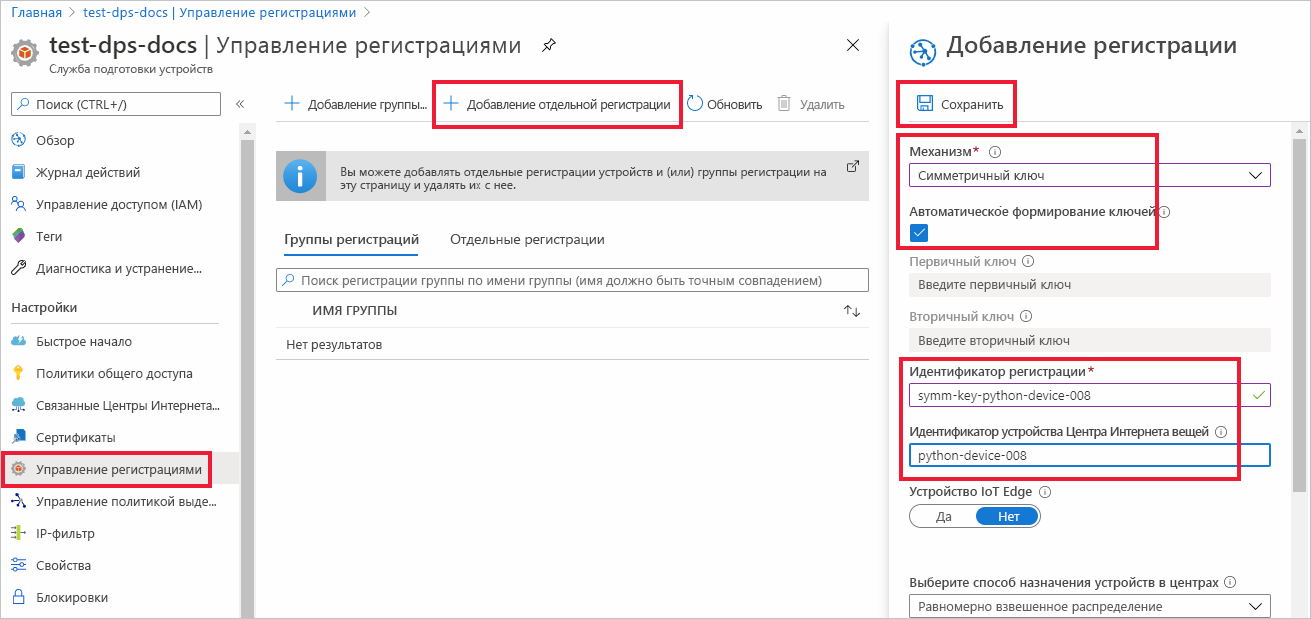 Главная > test-dps-docs | Управление регистрациями >
test-dps-docs | Управление регистрациями
Служба подготовки устройств
Поиск (CTRL+/)
Обзор
Журнал действий
Управление доступом (IAM)
Теги
Диагностика и устранение...
Настройки
Быстрое начало
Политики общего доступа
Связанные Центры Интернета...
Сертификаты
Управление регистрациями
Управление политикой выде...
IP-фильтр
Свойства
Блокировки
Добавление группы...
Добавление отдельной регистрации
Обновить
Удалить
Вы можете добавлять отдельные регистрации устройств и (или) группы регистрации на
эту страницу и удалять их с нее.
Группы регистраций
Отдельные регистрации
Поиск регистрации группы по имени группы (имя должно быть точным совпадением)
ИМЯ ГРУППЫ
Нет результатов
Добавление регистрации
Сохранить
Механизм*
Симметричный ключ
Автоматическое формирование ключей
Первичный ключ
Введите первичный ключ
Вторичный ключ
Введите вторичный ключ
Идентификатор регистрации*
symm-key-python-device-008
Идентификатор устройства Центра Интернета вещей
python-device-008
Устройство IoT Edge
Да
Нет
Выберите способ назначения устройств в центрах
Равномерно взвешенное распределение